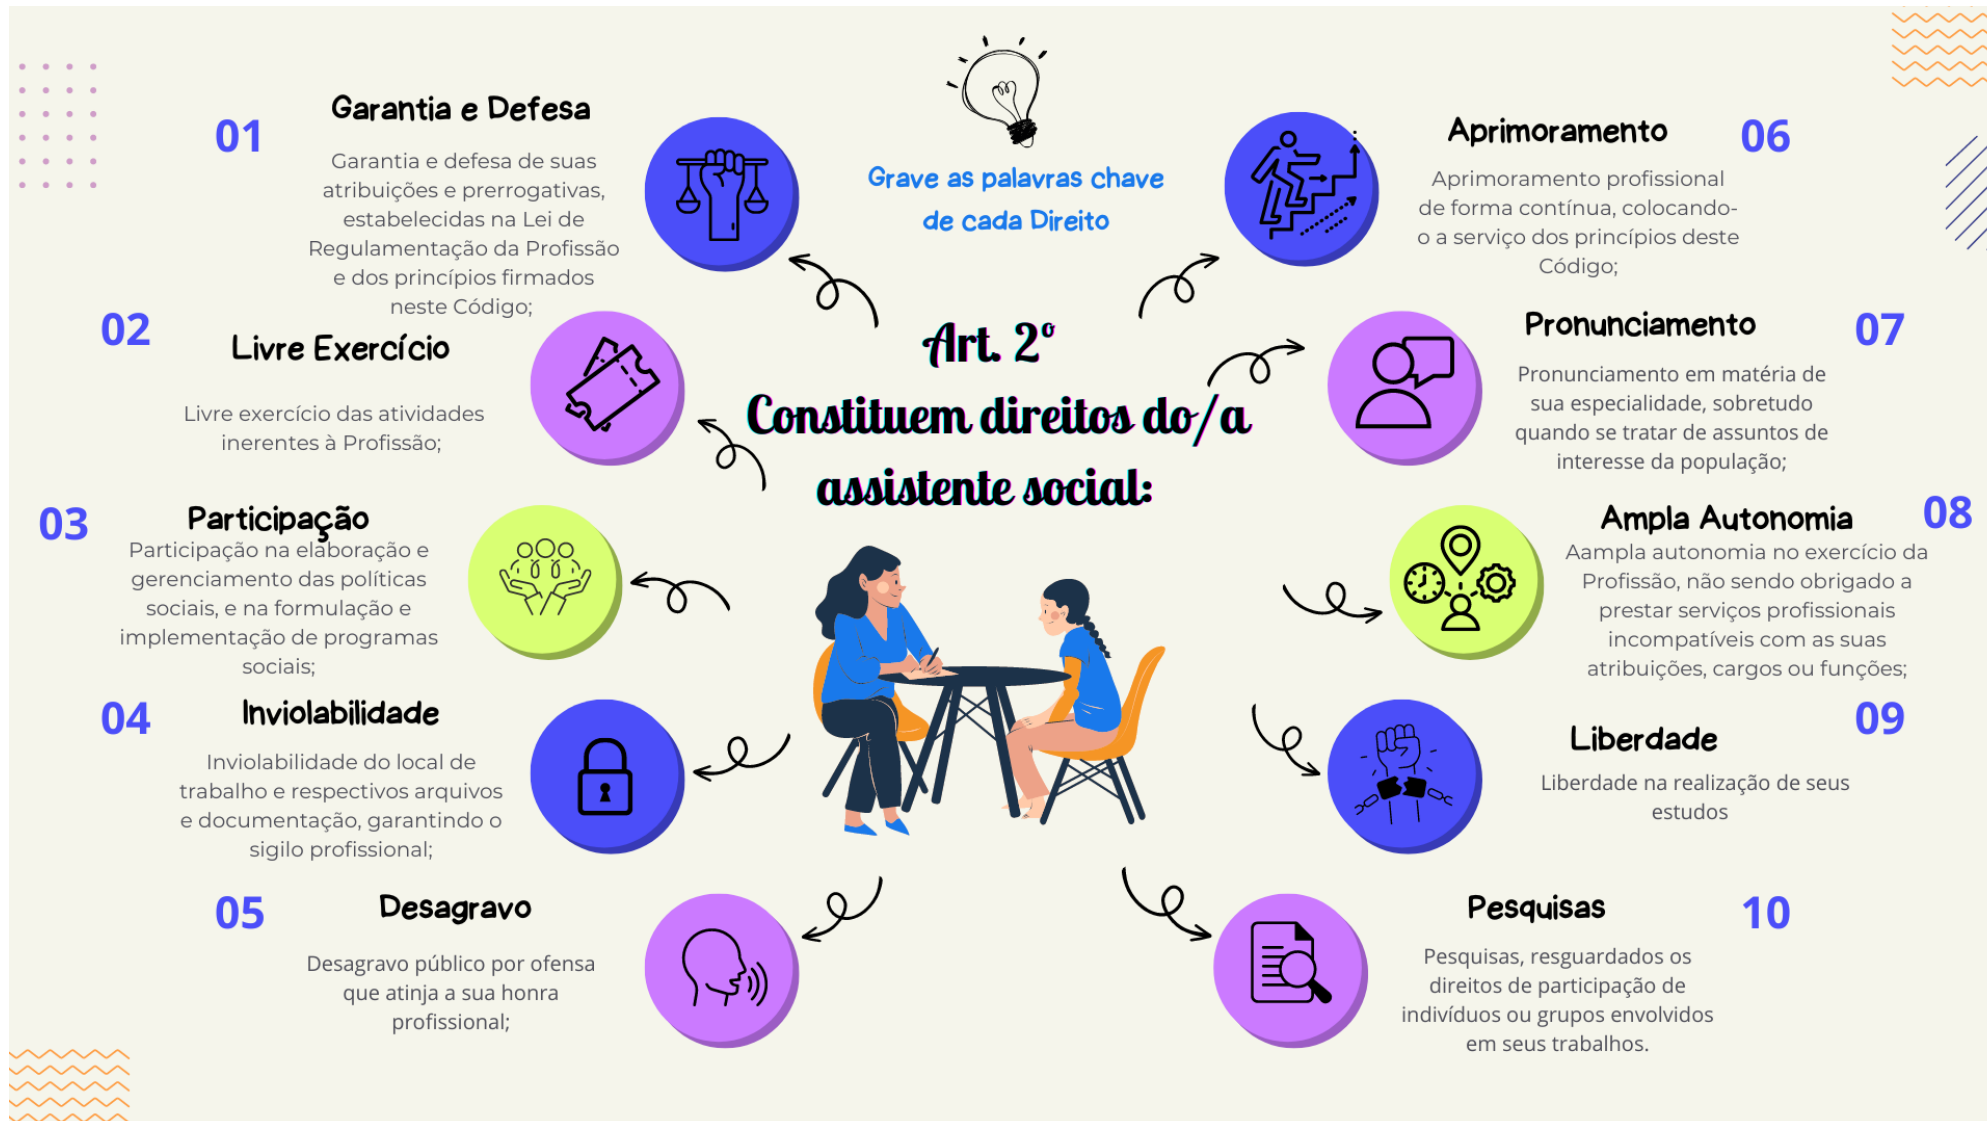 Grave as palavras chave
de cada Direito
Art. 2º
Constituem direitos do/a
assistente social:
01
Garantia e Defesa
Garantia e defesa de suas
atribuições e prerrogativas,
estabelecidas na Lei de
Regulamentação da Profissão
e dos princípios firmados
neste Código;
02
Livre Exercício
Livre exercício das atividades
inerentes à Profissão;
03
Participação
Participação na elaboração e
gerenciamento das políticas
sociais, e na formulação e
implementação de programas
sociais;
04
Inviolabilidade
Inviolabilidade do local de
trabalho e respectivos arquivos
e documentação, garantindo o
sigilo profissional;
05
Desagravo
Desagravo público por ofensa
que atinja a sua honra
profissional;
Aprimoramento
06
Aprimoramento profissional
de forma contínua, colocando-
o a serviço dos princípios deste
Código;
Pronunciamento
07
Pronunciamento em matéria de
sua especialidade, sobretudo
quando se tratar de assuntos de
interesse da população;
Ampla Autonomia
08
Aampla autonomia no exercício da
Profissão, não sendo obrigado a
prestar serviços profissionais
incompatíveis com as suas
atribuições, cargos ou funções;
Liberdade
09
Liberdade na realização de seus
estudos
Pesquisas
10
Pesquisas, resguardados os
direitos de participação de
indivíduos ou grupos envolvidos
em seus trabalhos.